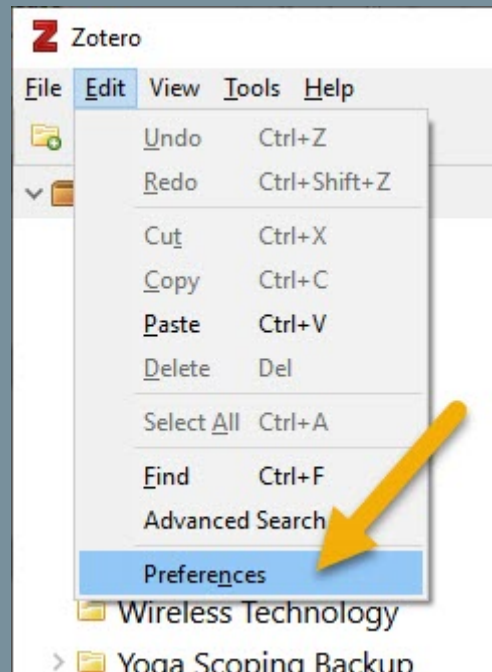 Zotero
File Edit View Tools Help
Undo Ctrl+Z
Redo Ctrl+Shift+Z
Cut Ctrl+X
Copy Ctrl+C
Paste Ctrl+V
Delete Del
Select All Ctrl+A
Find Ctrl+F
Advanced Search
Preferences
Wireless Technology
Yoga Scoping Backup